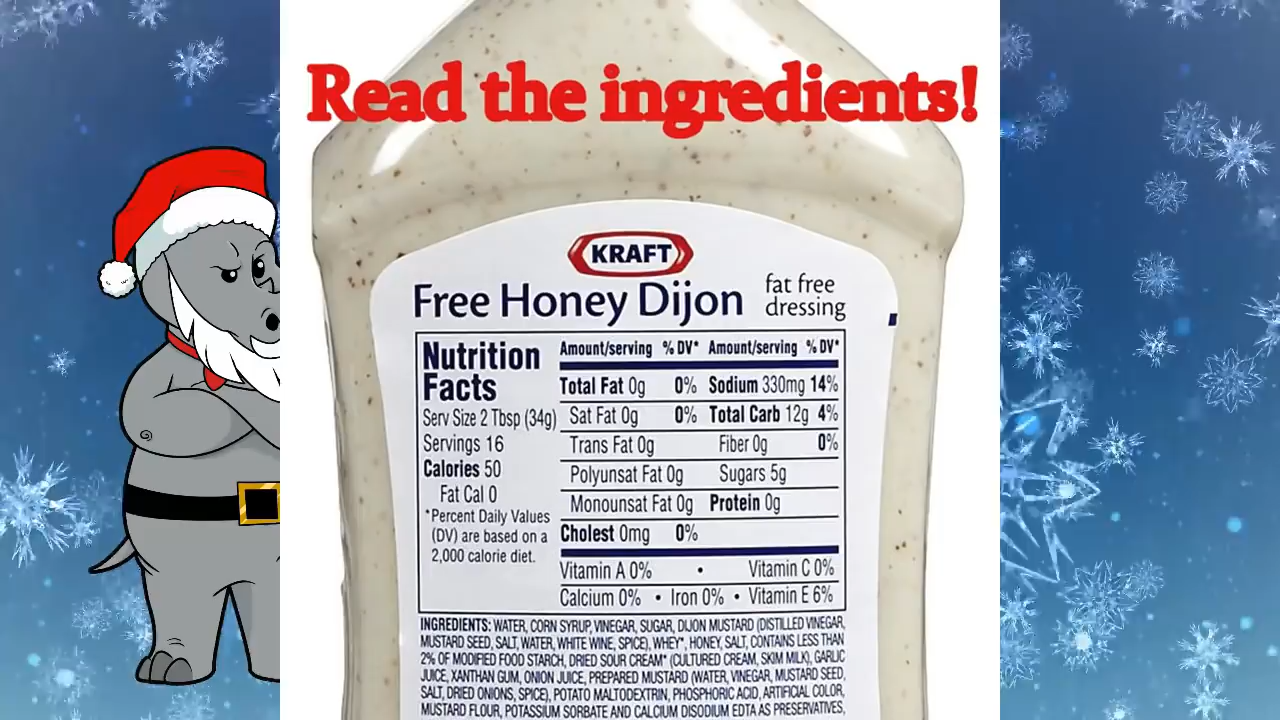 Read the ingredients!
KRAFT
Free Honey Dijon
fat free
dressing
Nutrition
Facts
Serv Size 2 Tbsp (34g)
Servings 16
Calories 50
Fat Cal 0
*Percent Daily Values
(DV) are based on a
2,000 calorie diet.
Amount/serving % DV* Amount/serving % DV*
Total Fat 0g 0% Sodium 330mg 14%
Sat Fat 0g 0% Total Carb 12g 4%
Trans Fat 0g Fiber 0g 0%
Polyunsat Fat 0g Sugars 5g
Monounsat Fat 0g Protein 0g
Cholest 0mg 0%
Vitamin A 0% • Vitamin C 0%
Calcium 0% • Iron 0% • Vitamin E 6%
INGREDIENTS: WATER, CORN SYRUP, VINEGAR, SUGAR, DIJON MUSTARD (DISTILLED VINEGAR,
MUSTARD SEED, SALT, WATER, WHITE WINE, SPICE), WHEY*, HONEY, SALT, CONTAINS LESS THAN
2% OF MODIFIED FOOD STARCH, DRIED SOUR CREAM* (CULTURED CREAM, SKIM MILK), GARLIC
JUICE, XANTHAN GUM, ONION JUICE, PREPARED MUSTARD (WATER, VINEGAR, MUSTARD SEED,
SALT, DRIED ONIONS, SPICE), POTATO MALTODEXTRIN, PHOSPHORIC ACID, ARTIFICIAL COLOR,
MUSTARD FLOUR, POTASSIUM SORBATE AND CALCIUM DISODIUM EDTA AS PRESERVATIVES,